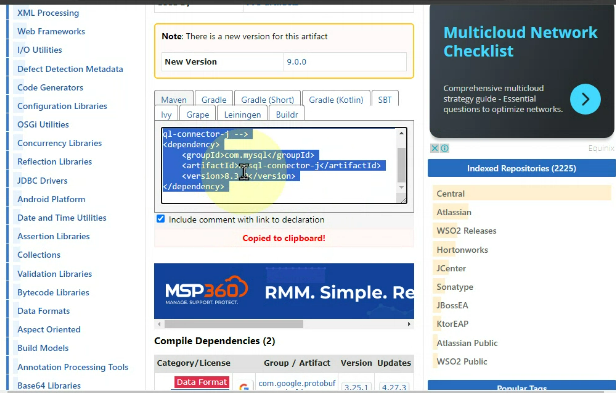 XML Processing
Web Frameworks
I/O Utilities
Defect Detection Metadata
Code Generators
Configuration Libraries
OSGi Utilities
Concurrency Libraries
Reflection Libraries
JDBC Drivers
Android Platform
Date and Time Utilities
Assertion Libraries
Collections
Validation Libraries
Bytecode Libraries
Data Formats
Aspect Oriented
Build Models
Annotation Processing Tools
Base64 Libraries
Note: There is a new version for this artifact
New Version 9.0.0
Maven Gradle Gradle (Short) Gradle (Kotlin) SBT
Ivy Grape Leiningen Buildr
ql-connector-j -->
<dependency>
<groupId>com.mysql</groupId>
<artifactId>mysql-connector-j</artifactId>
</version>
</dependency>
Include comment with link to declaration
Copied to clipboard!
MSP360
MANAGE. SUPPORT. PROTECT.
RMM. Simple. Re
Compile Dependencies (2)
Category/License Group / Artifact Version Updates
Data Format
com.google.protobuf
3.25.1 4.27.3
Multicloud Network
Checklist
Comprehensive multicloud
strategy guide - Essential
questions to optimize networks.
Indexed Repositories (2225)
Central
Atlassian
WSO2 Releases
Hortonworks
JCenter
Sonatype
JBossEA
KtorEAP
Atlassian Public
WSO2 Public
Popular Tags